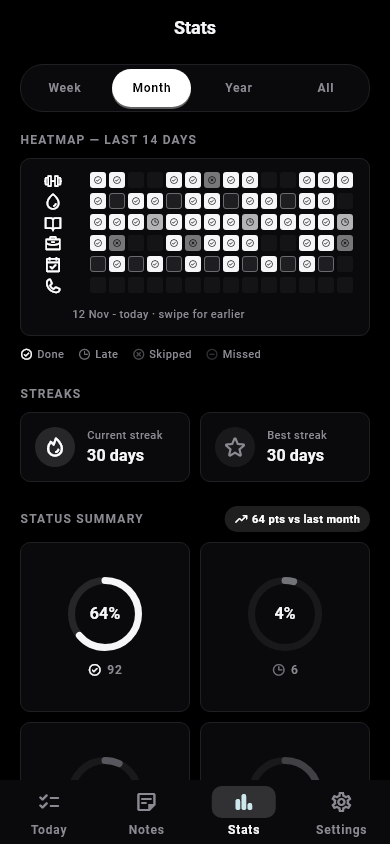 Stats
Week Month Year All
HEATMAP — LAST 14 DAYS
12 Nov - today · swipe for earlier
Done Late Skipped Missed
STREAKS
Current streak
30 days
Best streak
30 days
STATUS SUMMARY
64 pts vs last month
64%
92
4%
6
Today Notes Stats Settings